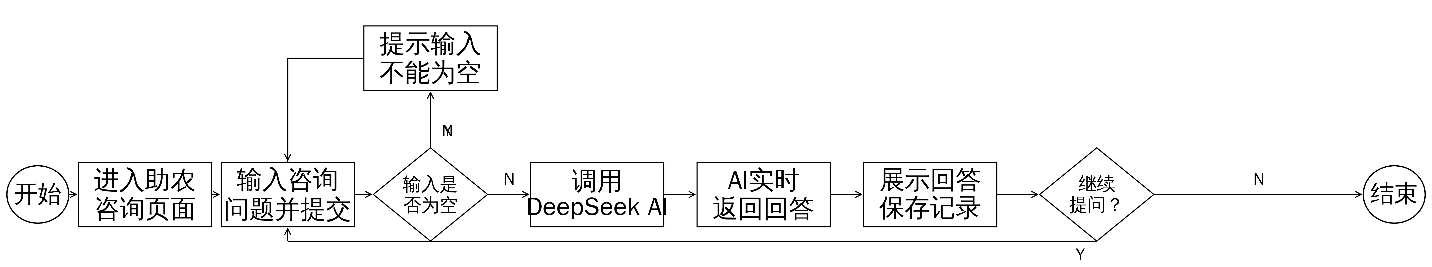 提示输入
不能为空
开始
进入助农
咨询页面
输入咨询
问题并提交
输入是
否为空
N
调用
DeepSeek AI
AI实时
返回回答
展示回答
保存记录
继续
提问？
N
结束
Y